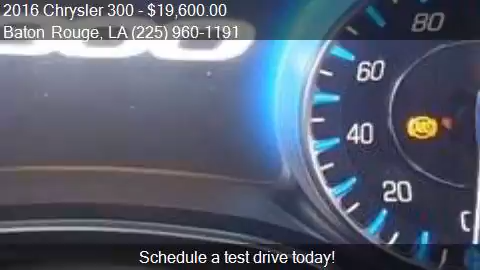 2016 Chrysler 300 - $19,600.00
Baton Rouge, LA (225) 960-1191
300
80
60
40
20
C
Schedule a test drive today!